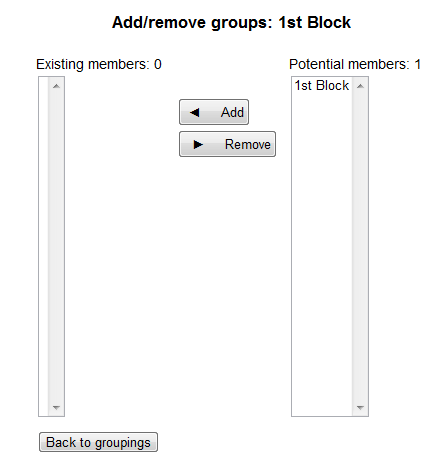 Add/remove groups: 1st Block
Existing members: 0
Potential members: 1
1st Block
Add
Remove
Back to groupings